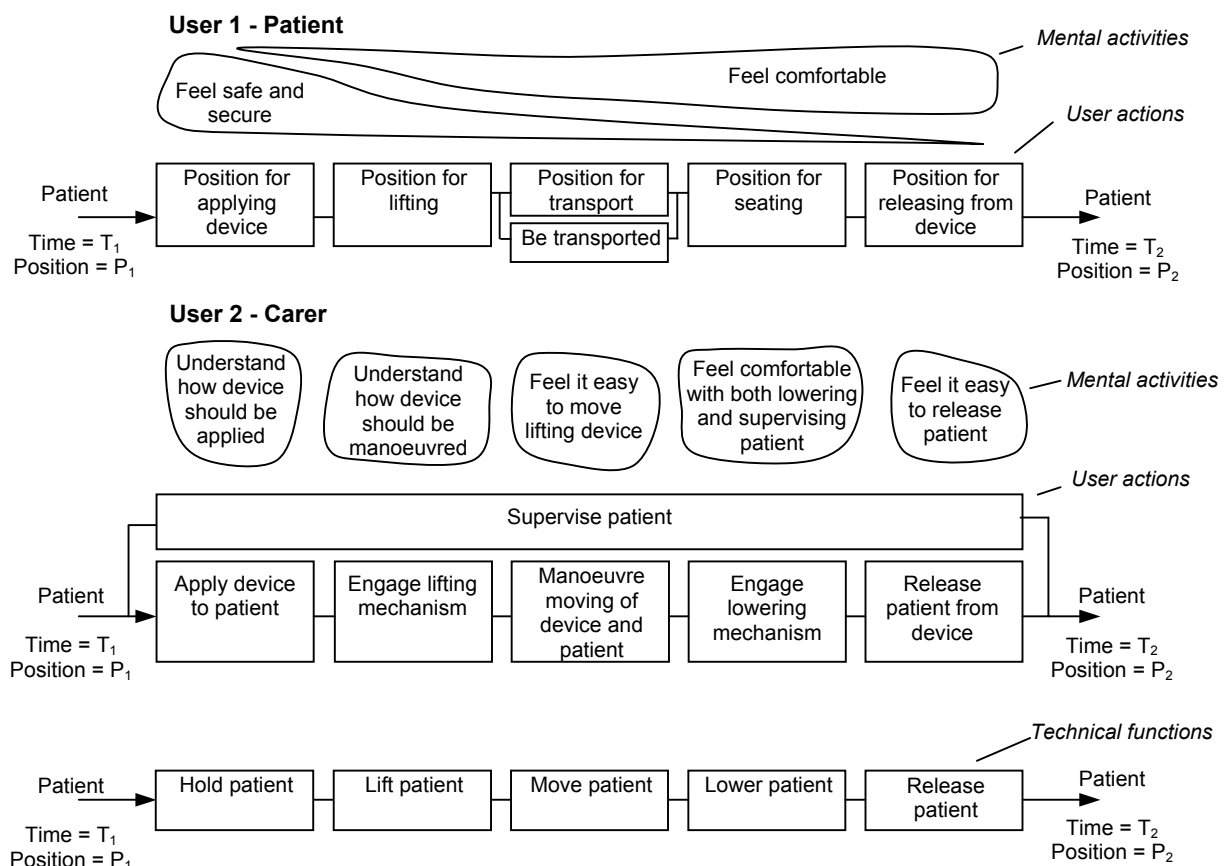 User 1 - Patient
Mental activities
Feel comfortable
Feel safe and
secure
User actions
Patient
Time = T₁
Position = P₁
Position for
applying
device
Position for
lifting
Position for
transport
Be transported
Position for
seating
Position for
releasing from
device
Patient
Time = T₂
Position = P₂
User 2 - Carer
Understand
how device
should be
applied
Understand
how device
should be
manoeuvred
Feel it easy
to move
lifting device
Feel comfortable
with both lowering
and supervising
patient
Feel it easy
to release
patient
Mental activities
User actions
Supervise patient
Patient
Time = T₁
Position = P₁
Apply device
to patient
Engage lifting
mechanism
Manoeuvre
moving of
device and
patient
Engage
lowering
mechanism
Release
patient from
device
Patient
Time = T₂
Position = P₂
Technical functions
Patient
Time = T₁
Position = P₁
Hold patient
Lift patient
Move patient
Lower patient
Release
patient
Patient
Time = T₂
Position = P₂